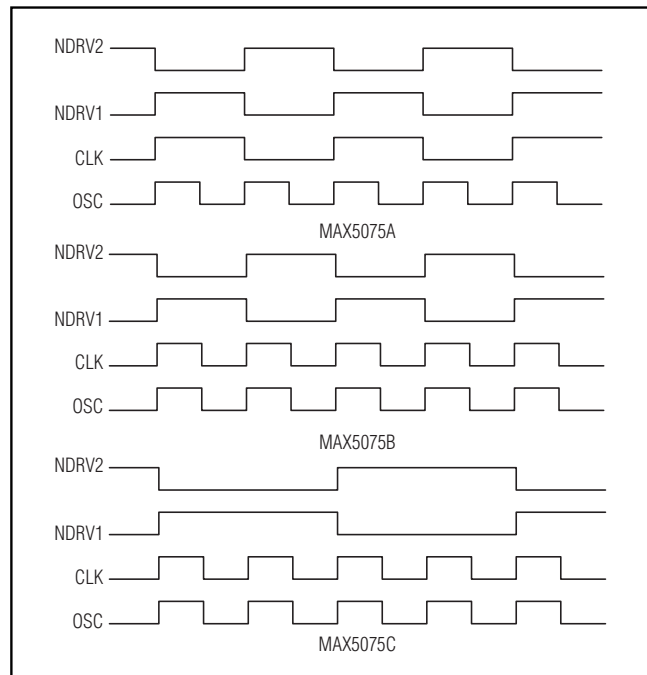 NDRV2
NDRV1
CLK
OSC
MAX5075A
NDRV2
NDRV1
CLK
OSC
MAX5075B
NDRV2
NDRV1
CLK
OSC
MAX5075C